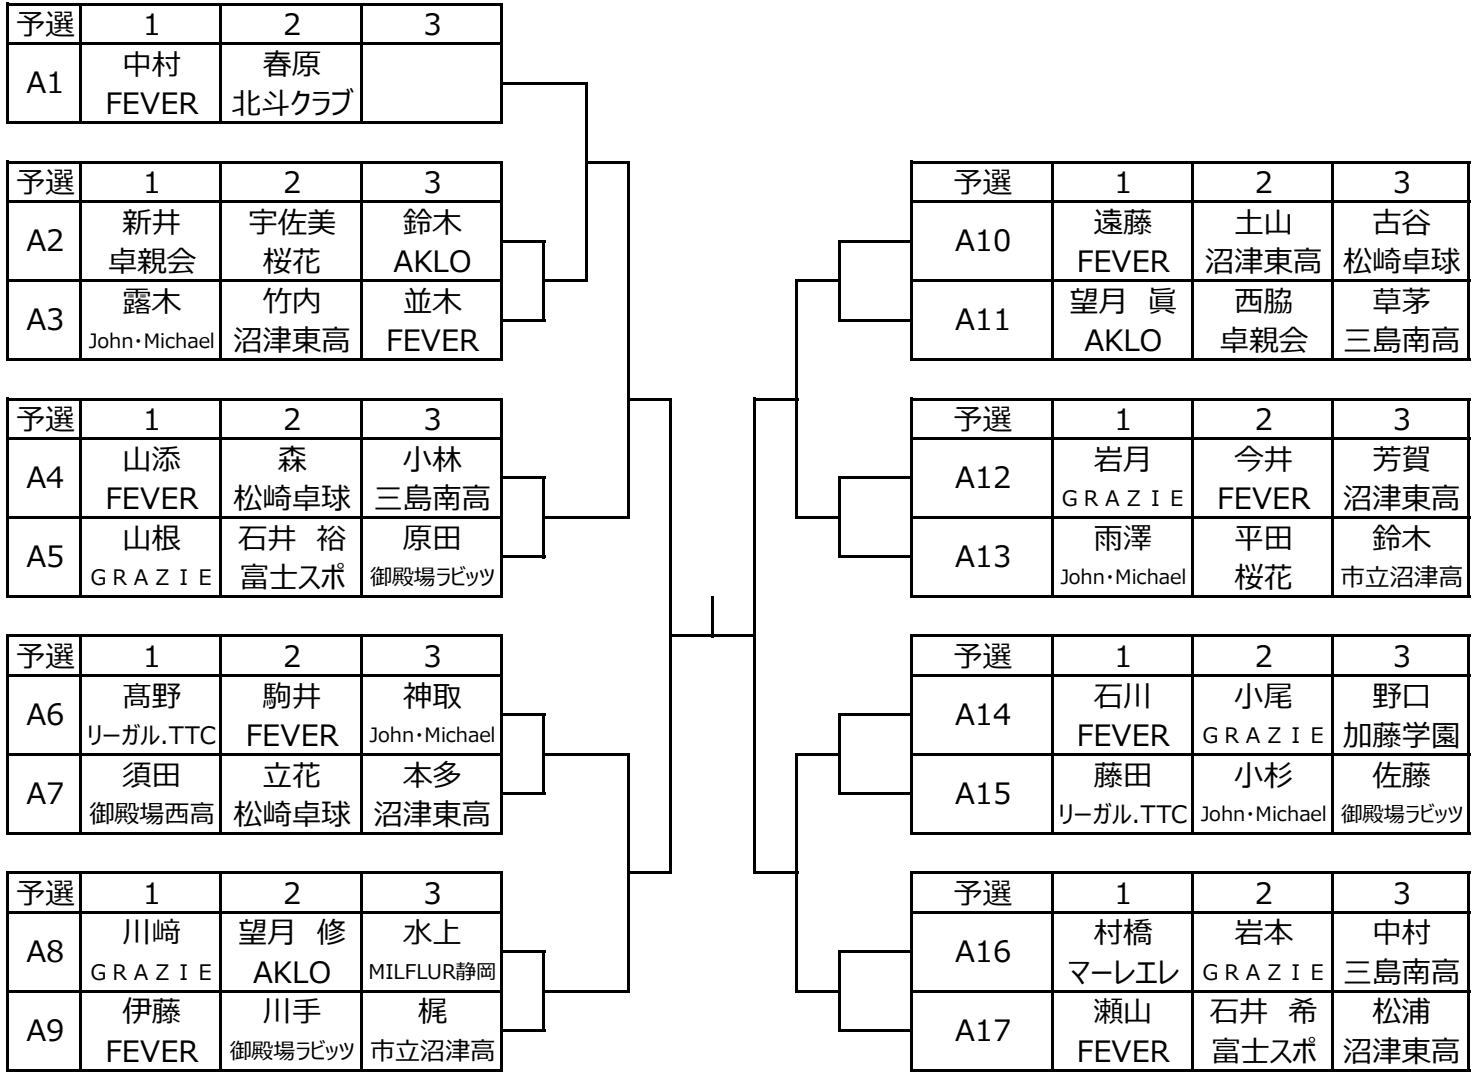 予選 1 2 3
A1 中村 春原
FEVER 北斗クラブ
予選 1 2 3
A2 新井 宇佐美 鈴木
卓親会 桜花 AKLO
A3 露木 竹内 並木
John・Michael 沼津東高 FEVER
予選 1 2 3
A4 山添 森 小林
FEVER 松崎卓球 三島南高
A5 山根 石井 裕 原田
GRAZIE 富士スポ 御殿場ラビッツ
予選 1 2 3
A6 髙野 駒井 神取
リーガル.TTC FEVER John・Michael
A7 須田 立花 本多
御殿場西高 松崎卓球 沼津東高
予選 1 2 3
A8 川﨑 望月 修 水上
GRAZIE AKLO MILFLUR静岡
A9 伊藤 川手 梶
FEVER 御殿場ラビッツ 市立沼津高
予選 1 2 3
A10 遠藤 土山 古谷
FEVER 沼津東高 松崎卓球
A11 望月 眞 西脇 草茅
AKLO 卓親会 三島南高
予選 1 2 3
A12 岩月 今井 芳賀
GRAZIE FEVER 沼津東高
A13 雨澤 平田 鈴木
John・Michael 桜花 市立沼津高
予選 1 2 3
A14 石川 小尾 野口
FEVER GRAZIE 加藤学園
A15 藤田 小杉 佐藤
リーガル.TTC John・Michael 御殿場ラビッツ
予選 1 2 3
A16 村橋 岩本 中村
マーレエレ GRAZIE 三島南高
A17 瀬山 石井 希 松浦
FEVER 富士スポ 沼津東高